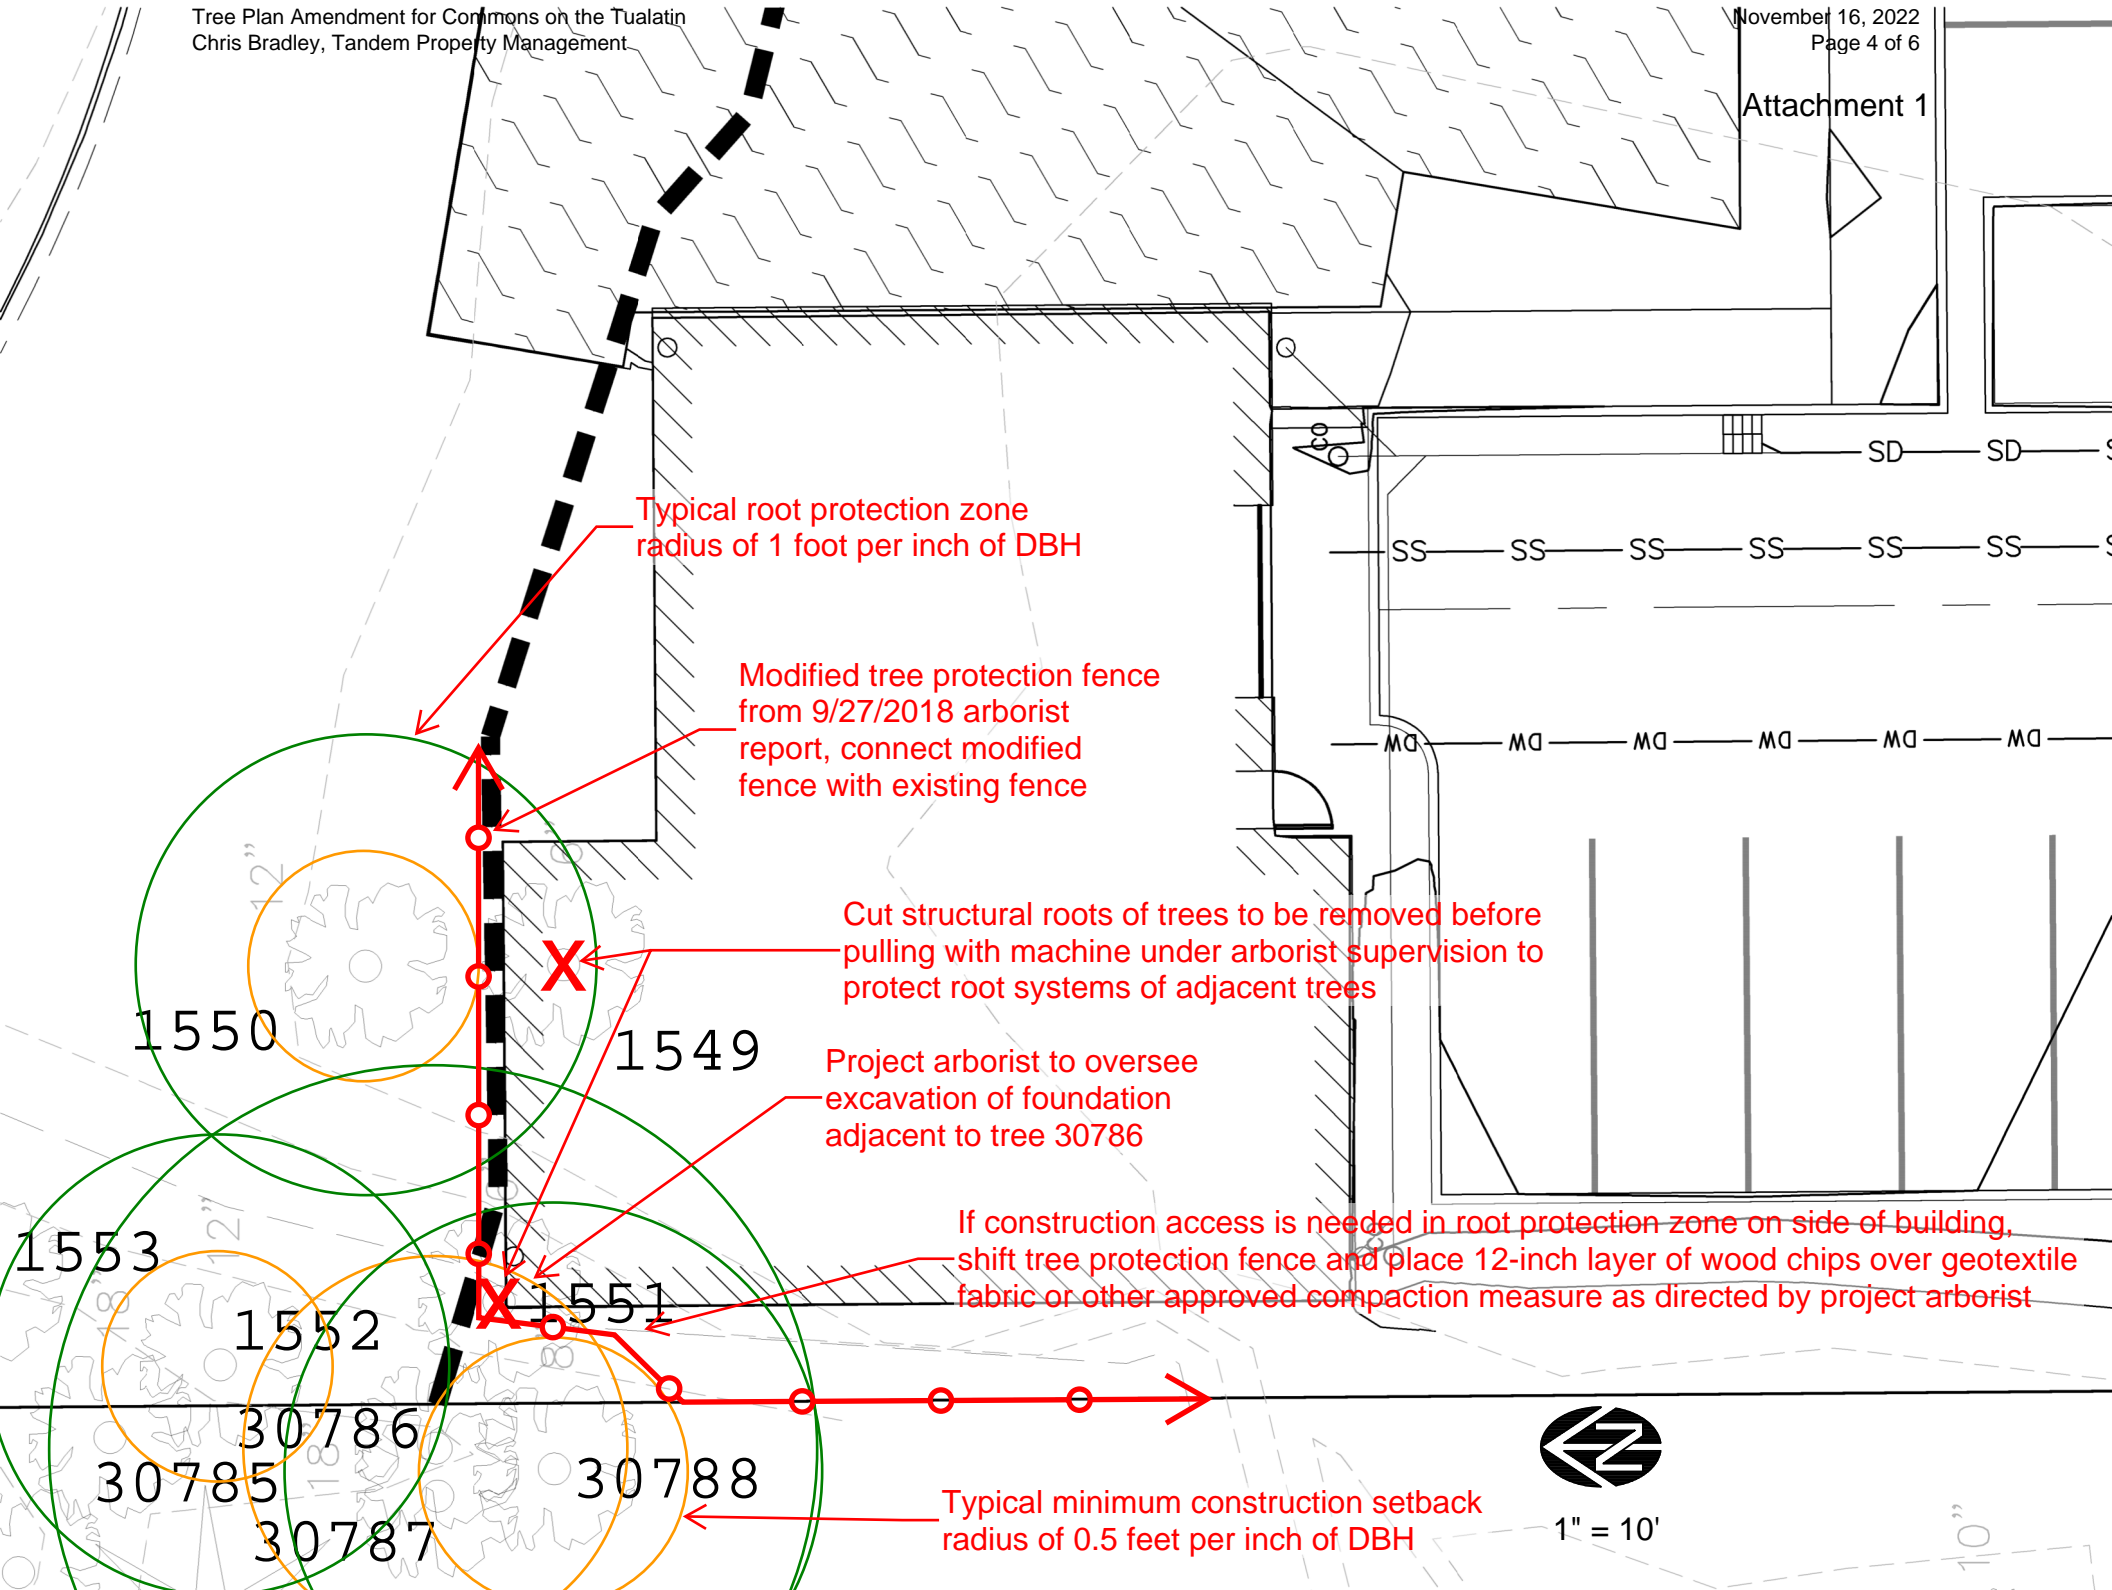 Tree Plan Amendment for Commons on the Tualatin
Chris Bradley, Tandem Property Management
November 16, 2022
Page 4 of 6
Attachment 1
CO
SD SD
Typical root protection zone
radius of 1 foot per inch of DBH
SS SS SS SS SS SS
Modified tree protection fence
from 9/27/2018 arborist
report, connect modified
fence with existing fence
DW DW DW DW DW DW
12"
6"
Cut structural roots of trees to be removed before
pulling with machine under arborist supervision to
protect root systems of adjacent trees
X
1550
1549
Project arborist to oversee
excavation of foundation
adjacent to tree 30786
12"
1553
If construction access is needed in root protection zone on side of building,
shift tree protection fence and place 12-inch layer of wood chips over geotextile
fabric or other approved compaction measure as directed by project arborist
18"
X
1551
1552
8"
30786
18"
30785
30788
30787
Typical minimum construction setback
radius of 0.5 feet per inch of DBH
Z
1" = 10'
10"